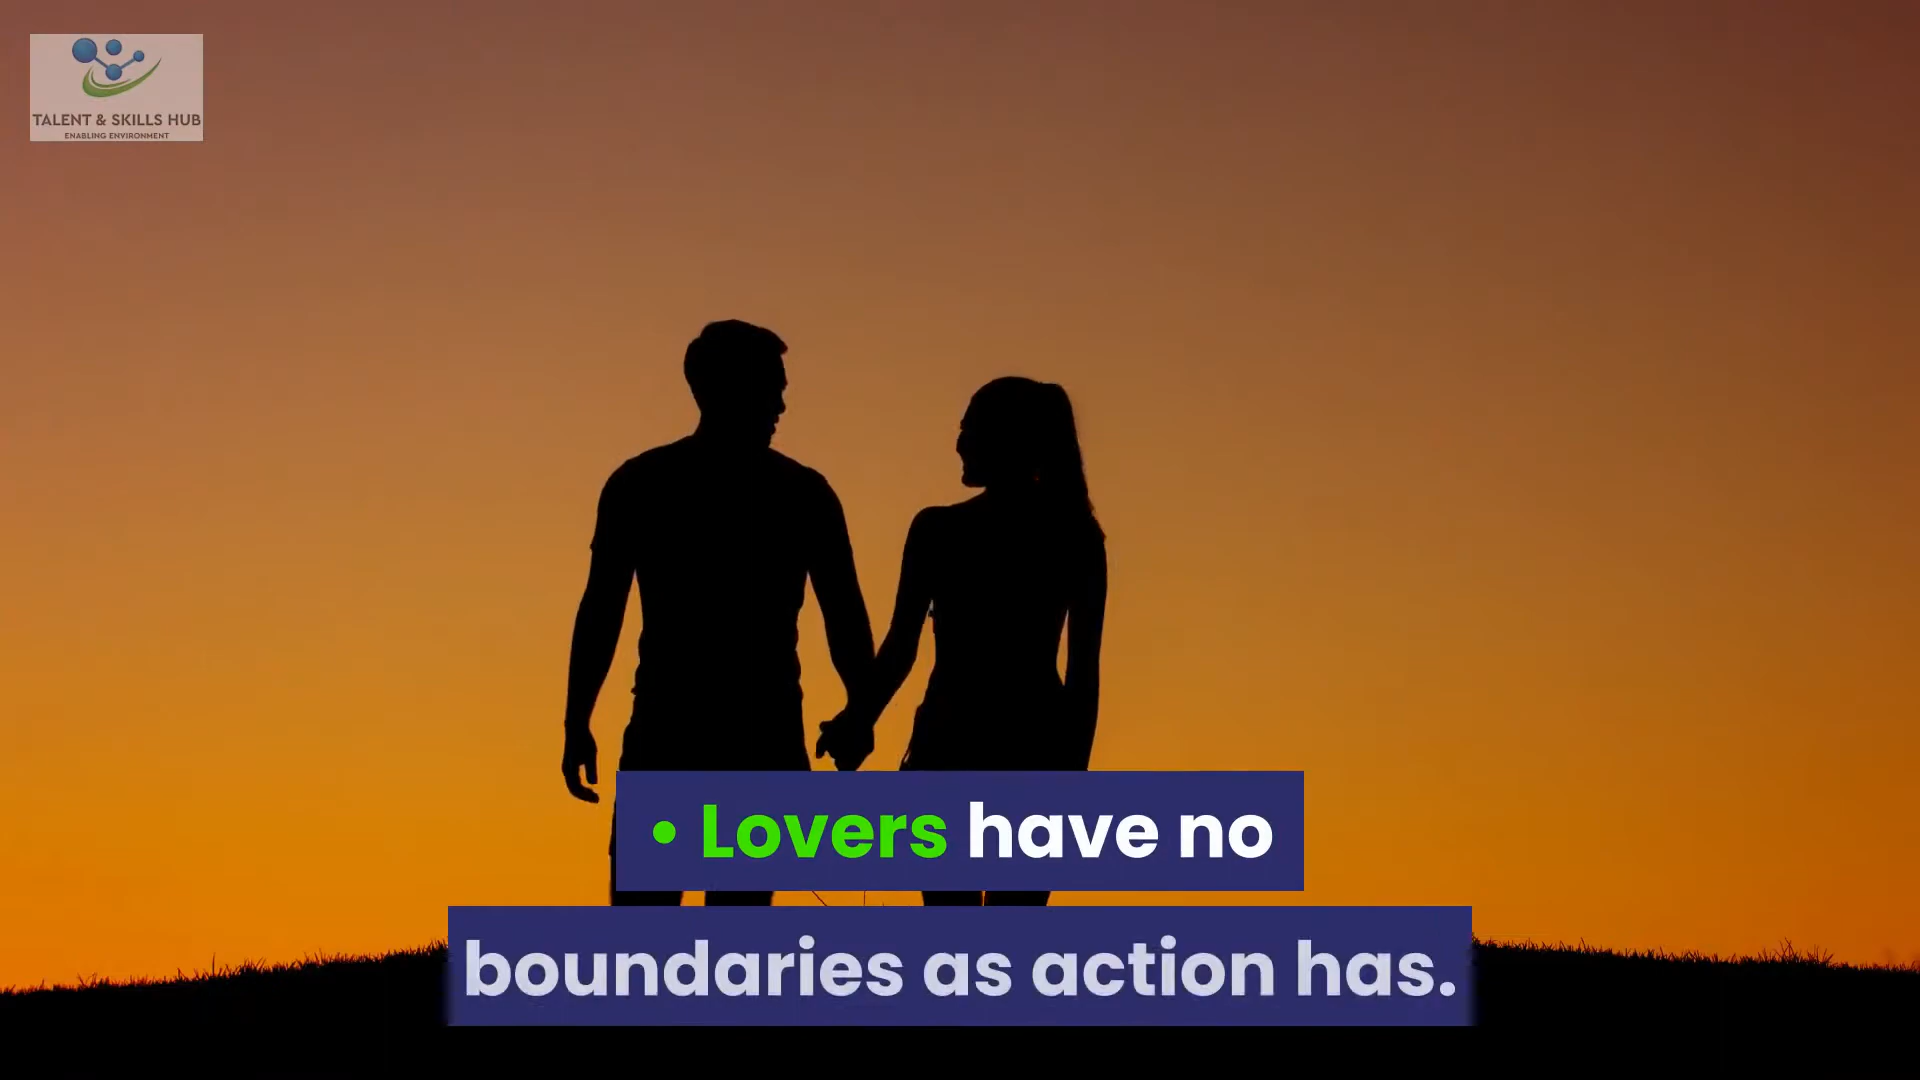 TALENT & SKILLS HUB
ENABLING ENVIRONMENT
• Lovers have no
boundaries as action has.